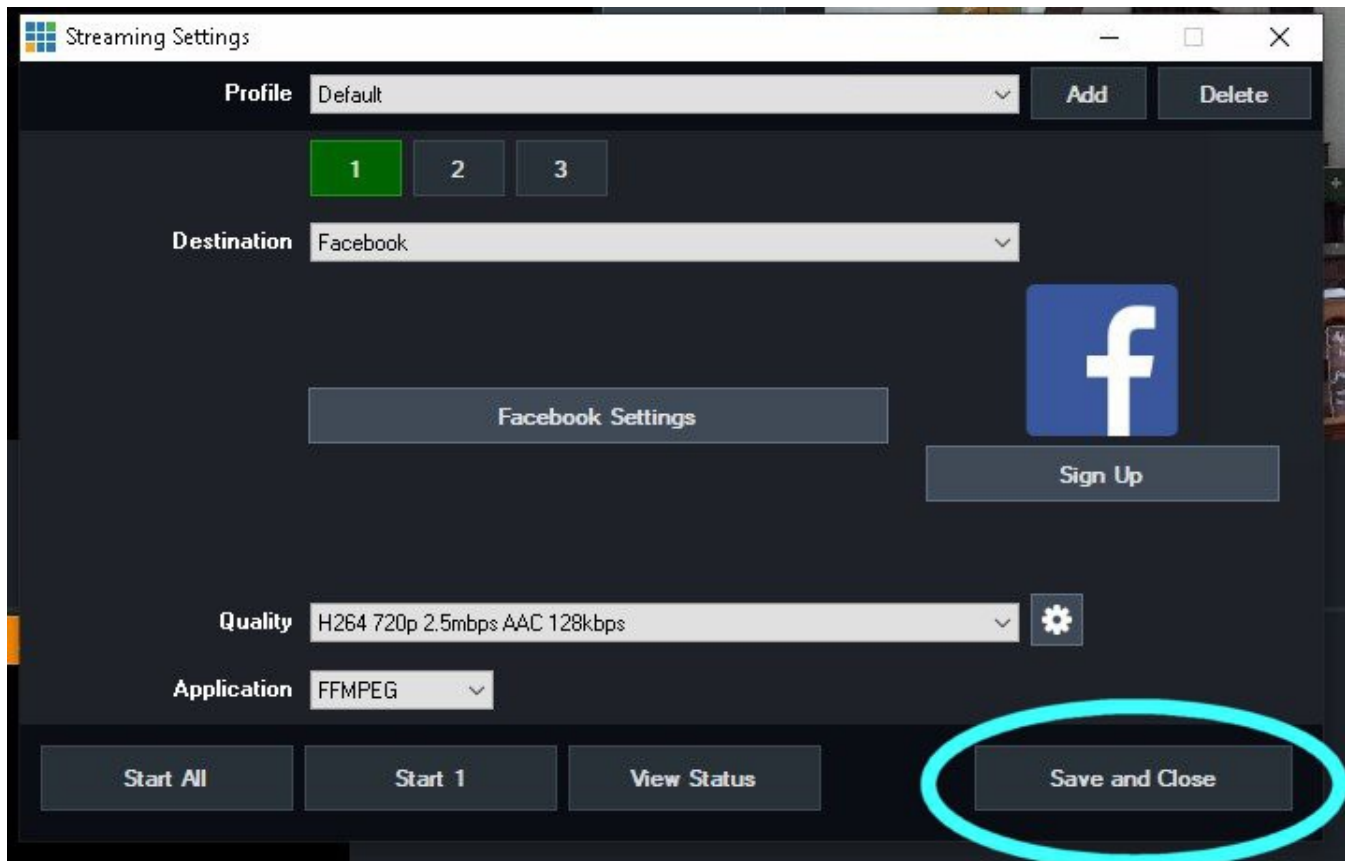 Streaming Settings
Profile Default Add Delete
1 2 3
Destination Facebook
f
Facebook Settings
Sign Up
Quality H264 720p 2.5mbps AAC 128kbps
Application FFMPEG
Start All Start 1 View Status Save and Close